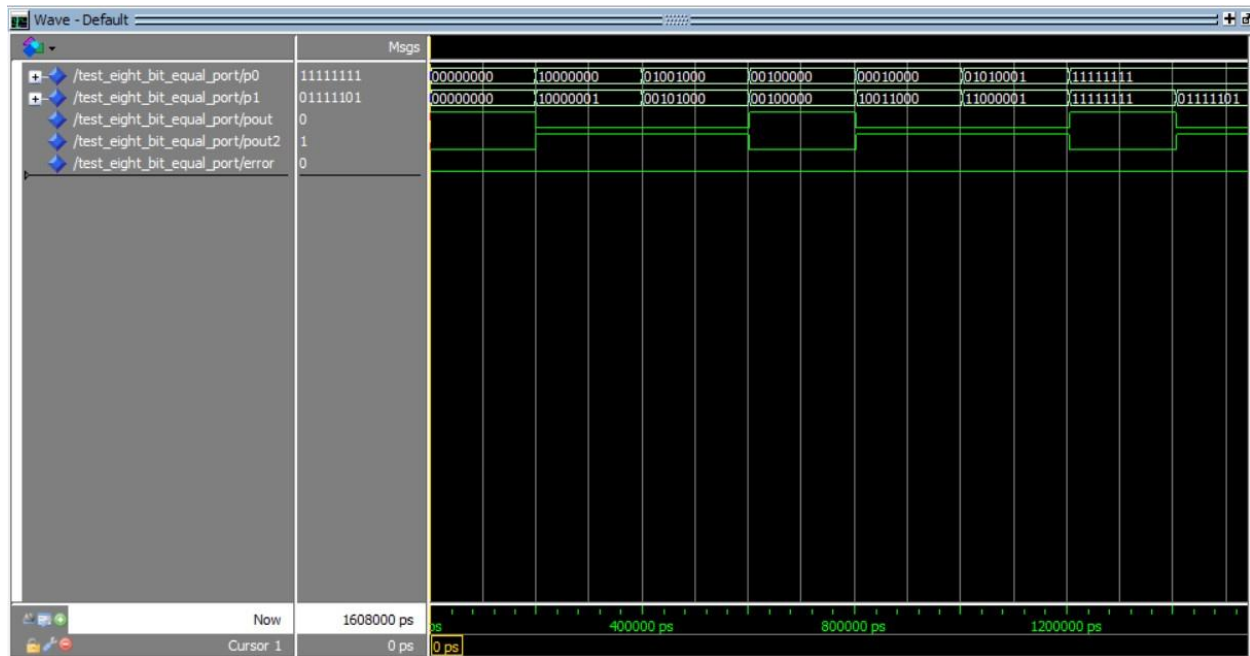 Wave - Default
Msgs
/test_eight_bit_equal_port/p0 11111111 00000000 10000000 01001000 00100000 00010000 01010001 11111111
/test_eight_bit_equal_port/p1 01111101 00000000 10000001 00101000 00100000 10011000 11000001 11111111 01111101
/test_eight_bit_equal_port/pout 0
/test_eight_bit_equal_port/pout2 1
/test_eight_bit_equal_port/error 0
Now 1608000 ps ps 400000 ps 800000 ps 1200000 ps
Cursor 1 0 ps 0 ps